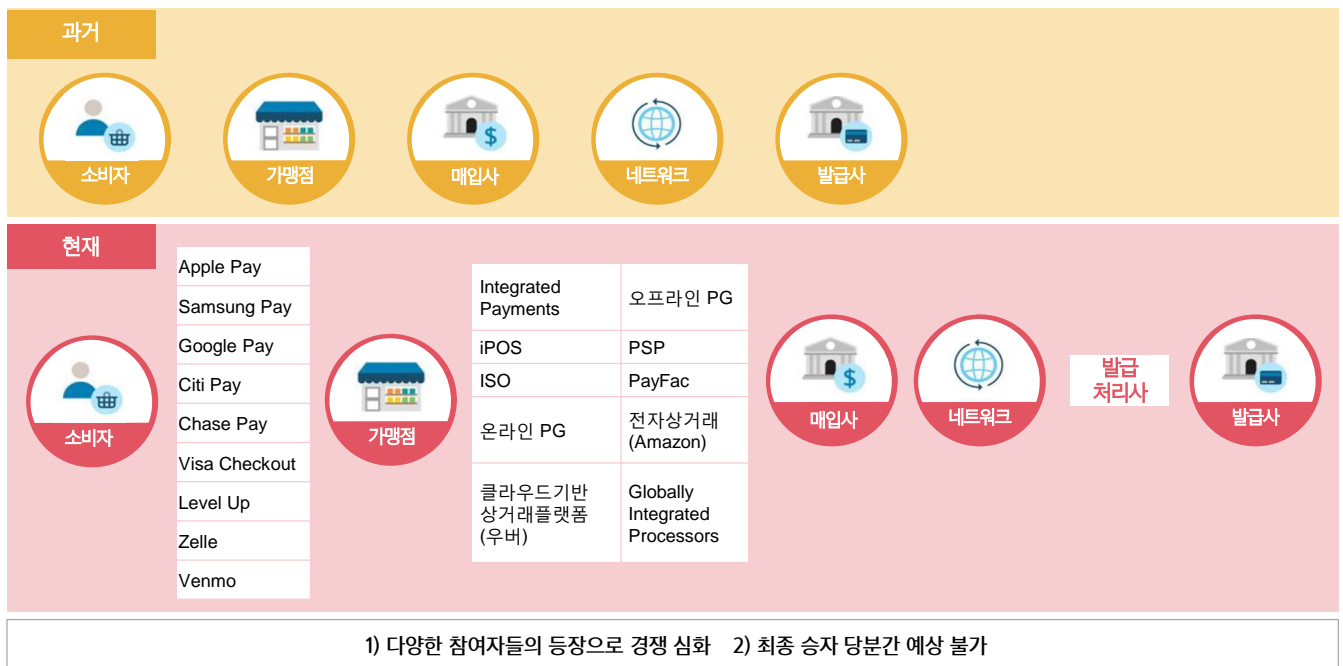 과거
소비자
가맹점
매입사
네트워크
발급사
현재
소비자
Apple Pay
Samsung Pay
Google Pay
Citi Pay
Chase Pay
Visa Checkout
Level Up
Zelle
Venmo
가맹점
Integrated
Payments
오프라인 PG
iPOS
PSP
ISO
PayFac
온라인 PG
전자상거래
(Amazon)
클라우드기반
상거래플랫폼
(우버)
Globally
Integrated
Processors
$
매입사
네트워크
발급
처리사
발급사
1) 다양한 참여자들의 등장으로 경쟁 심화 2) 최종 승자 당분간 예상 불가